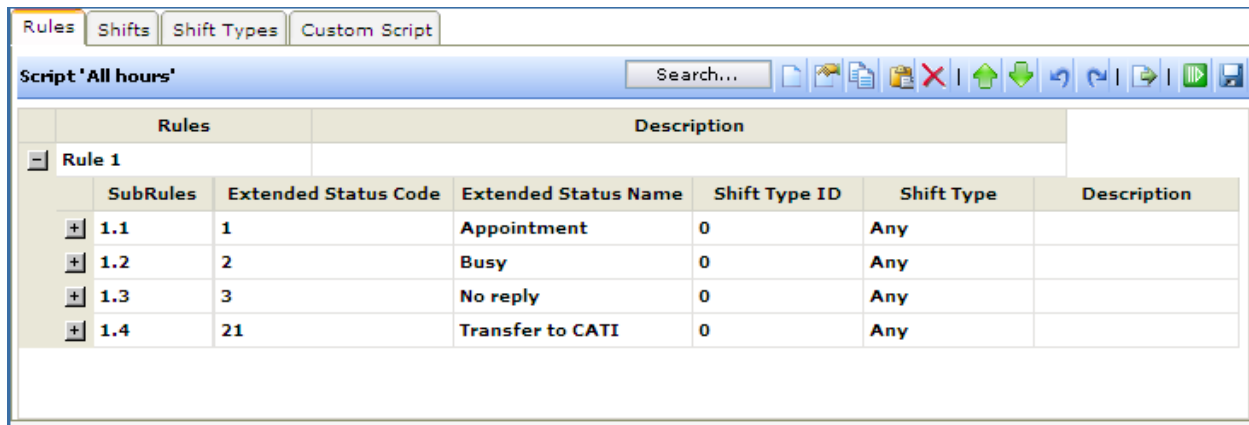 Rules Shifts Shift Types Custom Script
Script 'All hours' Search...
Rules Description
Rule 1
SubRules Extended Status Code Extended Status Name Shift Type ID Shift Type Description
1.1 1 Appointment 0 Any
1.2 2 Busy 0 Any
1.3 3 No reply 0 Any
1.4 21 Transfer to CATI 0 Any